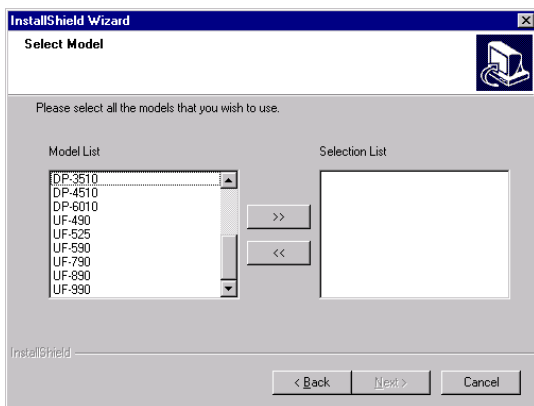 InstallShield Wizard
Select Model
Please select all the models that you wish to use.
Model List
Selection List
DP-3510
DP-4510
DP-6010
UF-490
UF-525
UF-590
UF-790
UF-890
UF-990
>>
<<
InstallShield
< Back
Next >
Cancel